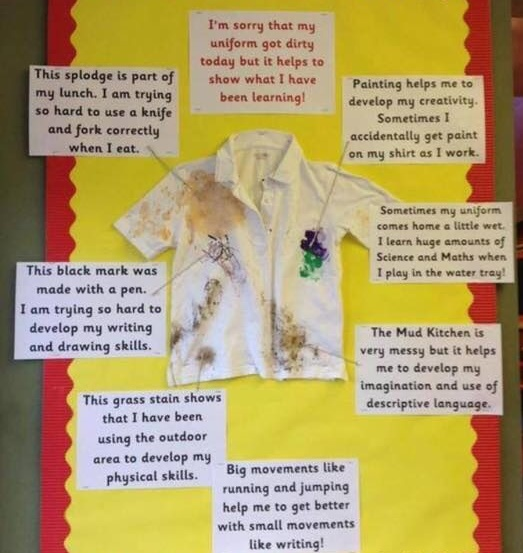 I'm sorry that my
uniform got dirty
today but it helps to
show what I have
been learning!
This splodge is part of
my lunch. I am trying
so hard to use a knife
and fork correctly
when I eat.
Painting helps me to
develop my creativity.
Sometimes I
accidentally get paint
on my shirt as I work.
Sometimes my uniform
comes home a little wet.
I learn huge amounts of
Science and Maths when
I play in the water tray!
This black mark was
made with a pen.
I am trying so hard to
develop my writing
and drawing skills.
The Mud Kitchen is
very messy but it helps
me to develop my
imagination and use of
descriptive language.
This grass stain shows
that I have been
using the outdoor
area to develop my
physical skills.
Big movements like
running and jumping
help me to get better
with small movements
like writing!